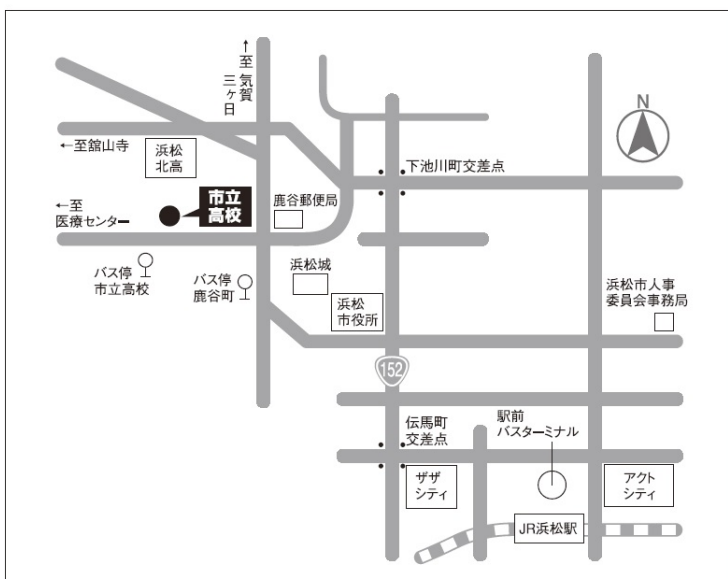 ←至気賀
三ヶ日
N
←至舘山寺
浜松
北高
下池川町交差点
市立
高校
鹿谷郵便局
←至
医療センター
バス停
市立高校
バス停
鹿谷町
浜松城
浜松
市役所
浜松市人事
委員会事務局
152
伝馬町
交差点
駅前
バスターミナル
ザザ
シティ
アクト
シティ
JR浜松駅